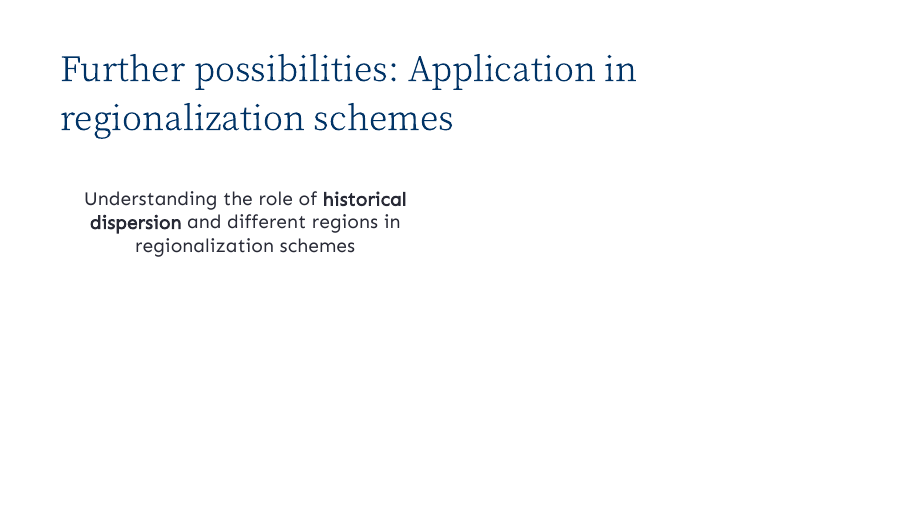 Further possibilities: Application in
regionalization schemes
Understanding the role of historical
dispersion and different regions in
regionalization schemes